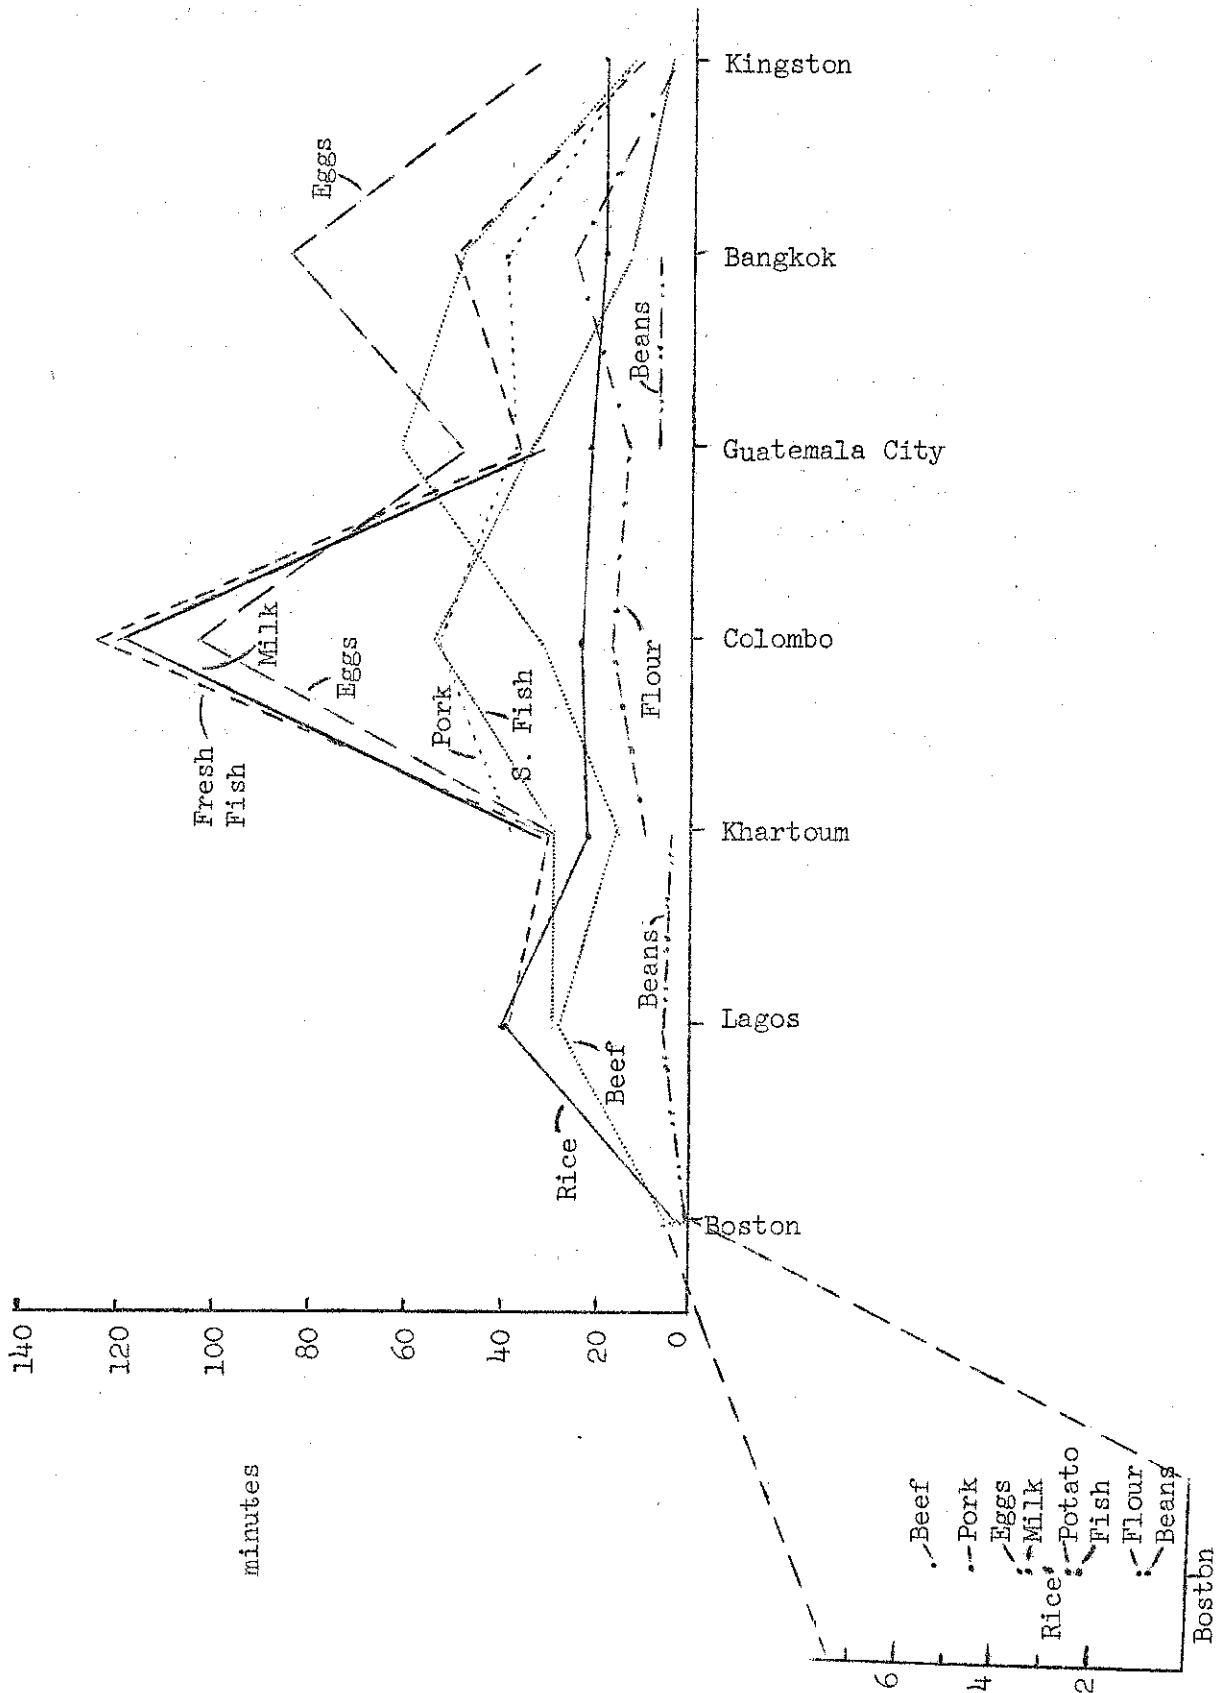 140
120
100
80
60
40
20
0
minutes
Fresh
Fish
Milk
Eggs
Pork
S. Fish
Eggs
Rice
Beef
Beans
Flour
Beans
Boston
Lagos
Khartoum
Colombo
Guatemala City
Bangkok
Kingston
6
4
2
Beef
Pork
Eggs
Milk
Rice
Potato
Fish
Flour
Beans
Boston